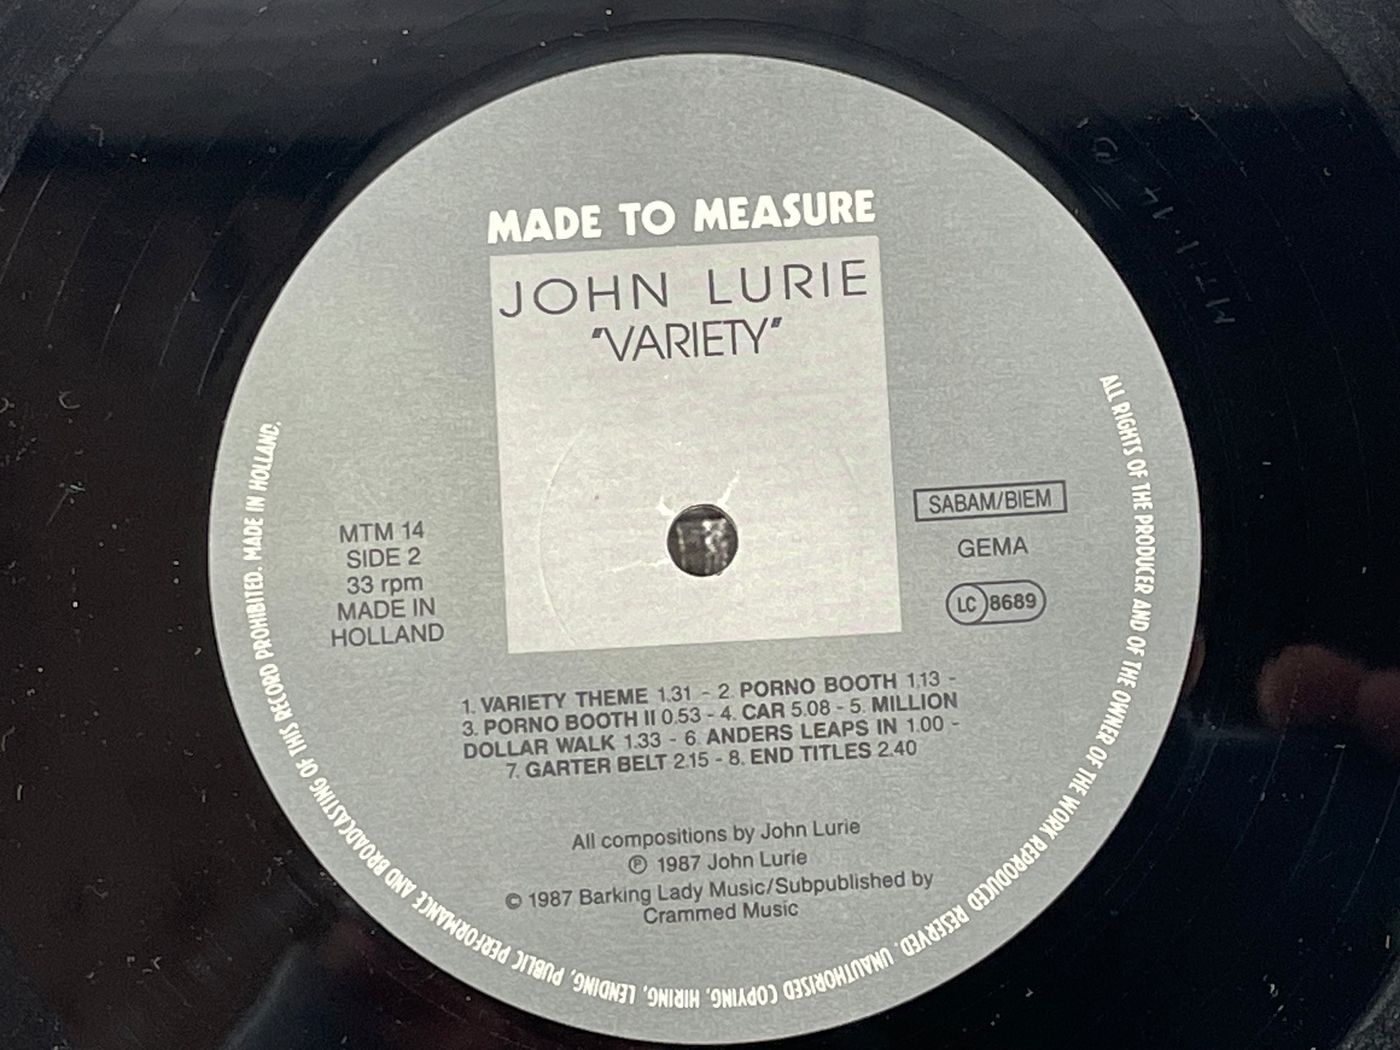 MADE TO MEASURE
JOHN LURIE
"VARIETY"
MTM 14
SIDE 2
33 rpm
MADE IN
HOLLAND
SABAM/BIEM
GEMA
LC 8689
1. VARIETY THEME 1.31 - 2. PORNO BOOTH 1.13 -
3. PORNO BOOTH II 0.53 - 4. CAR 5.08 - 5. MILLION
DOLLAR WALK 1.33 - 6. ANDERS LEAPS IN 1.00 -
7. GARTER BELT 2.15 - 8. END TITLES 2.40
All compositions by John Lurie
℗ 1987 John Lurie
© 1987 Barking Lady Music/Subpublished by
Crammed Music
ALL RIGHTS OF THE PRODUCER AND OF THE OWNER OF THE WORK REPRODUCED RESERVED. UNAUTHORISED COPYING, HIRING, LENDING, PUBLIC PERFORMANCE AND BROADCASTING OF THIS RECORD PROHIBITED. MADE IN HOLLAND.